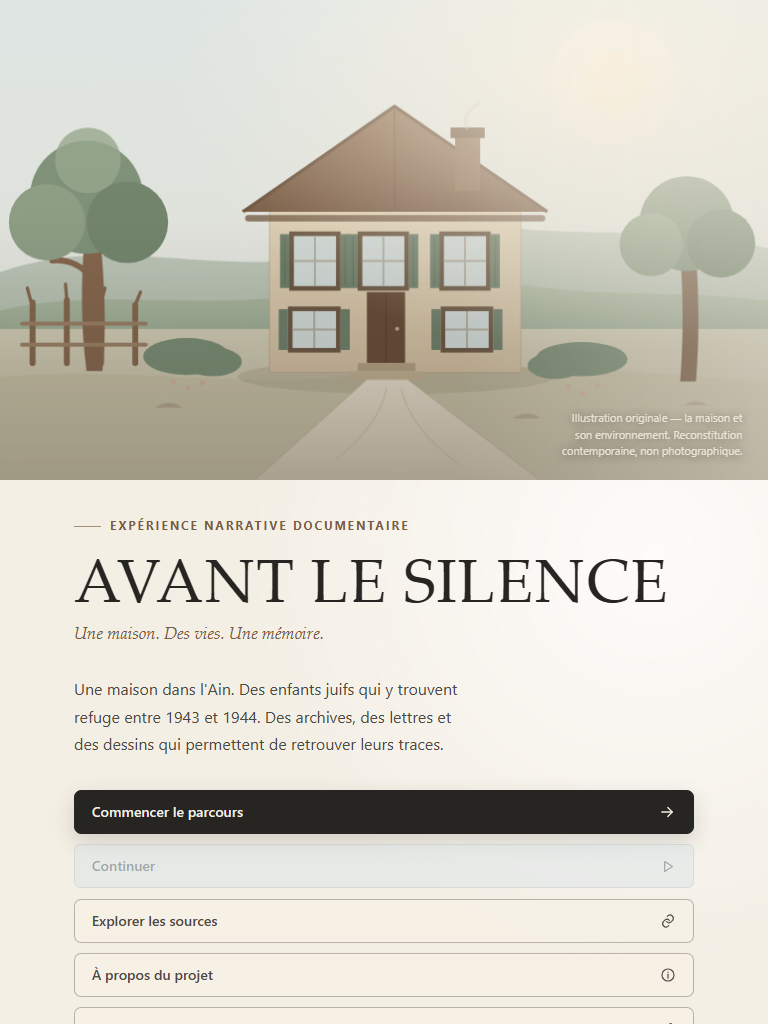 Illustration originale — la maison et
son environnement. Reconstitution
contemporaine, non photographique.
EXPÉRIENCE NARRATIVE DOCUMENTAIRE
AVANT LE SILENCE
Une maison. Des vies. Une mémoire.
Une maison dans l'Ain. Des enfants juifs qui y trouvent
refuge entre 1943 et 1944. Des archives, des lettres et
des dessins qui permettent de retrouver leurs traces.
Commencer le parcours
Continuer
Explorer les sources
À propos du projet